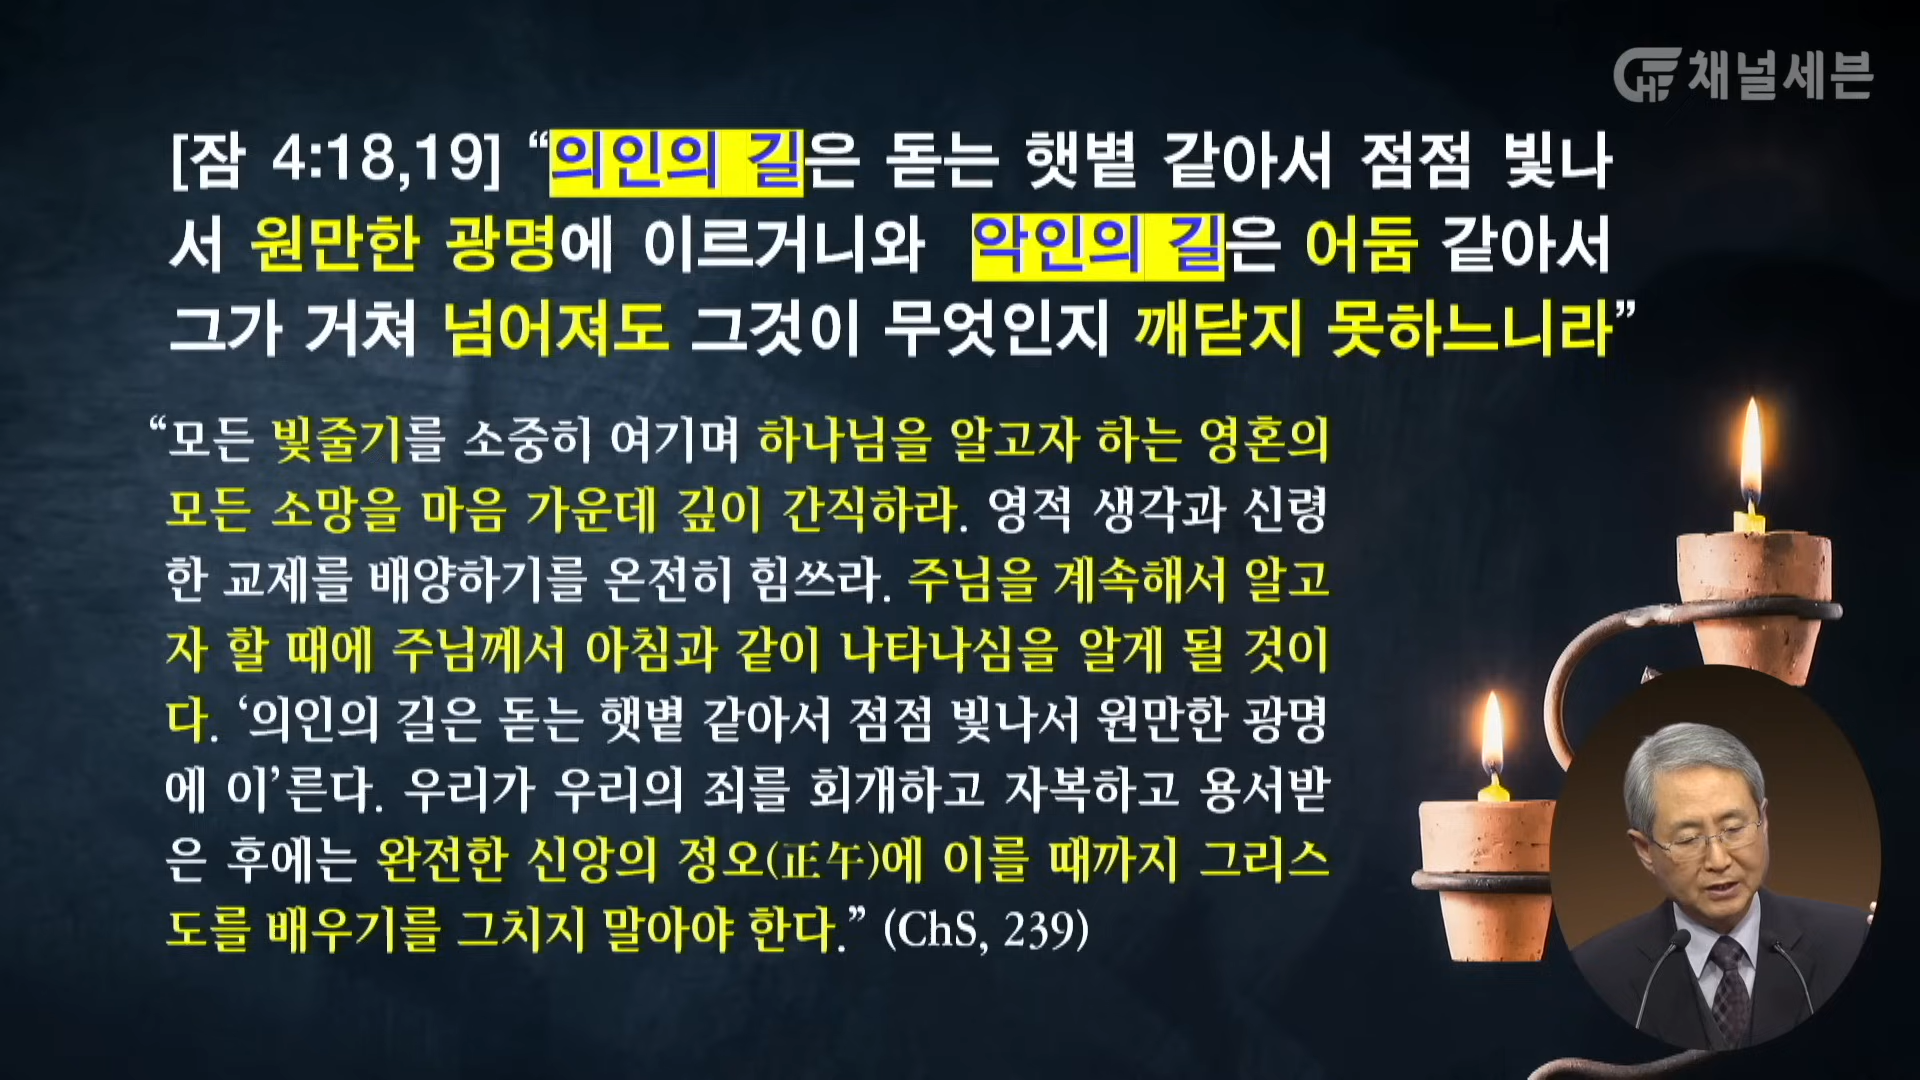 채널세븐
[잠 4:18,19] “의인의 길은 돋는 햇볕 같아서 점점 빛나
서 원만한 광명에 이르거니와 악인의 길은 어둠 같아서
그가 거쳐 넘어져도 그것이 무엇인지 깨닫지 못하느니라”
“모든 빛줄기를 소중히 여기며 하나님을 알고자 하는 영혼의
모든 소망을 마음 가운데 깊이 간직하라. 영적 생각과 신령
한 교제를 배양하기를 온전히 힘쓰라. 주님을 계속해서 알고
자 할 때에 주님께서 아침과 같이 나타나심을 알게 될 것이
다. ‘의인의 길은 돋는 햇볕 같아서 점점 빛나서 원만한 광명
에 이’른다. 우리가 우리의 죄를 회개하고 자복하고 용서받
은 후에는 완전한 신앙의 정오(正午)에 이를 때까지 그리스
도를 배우기를 그치지 말아야 한다.” (ChS, 239)